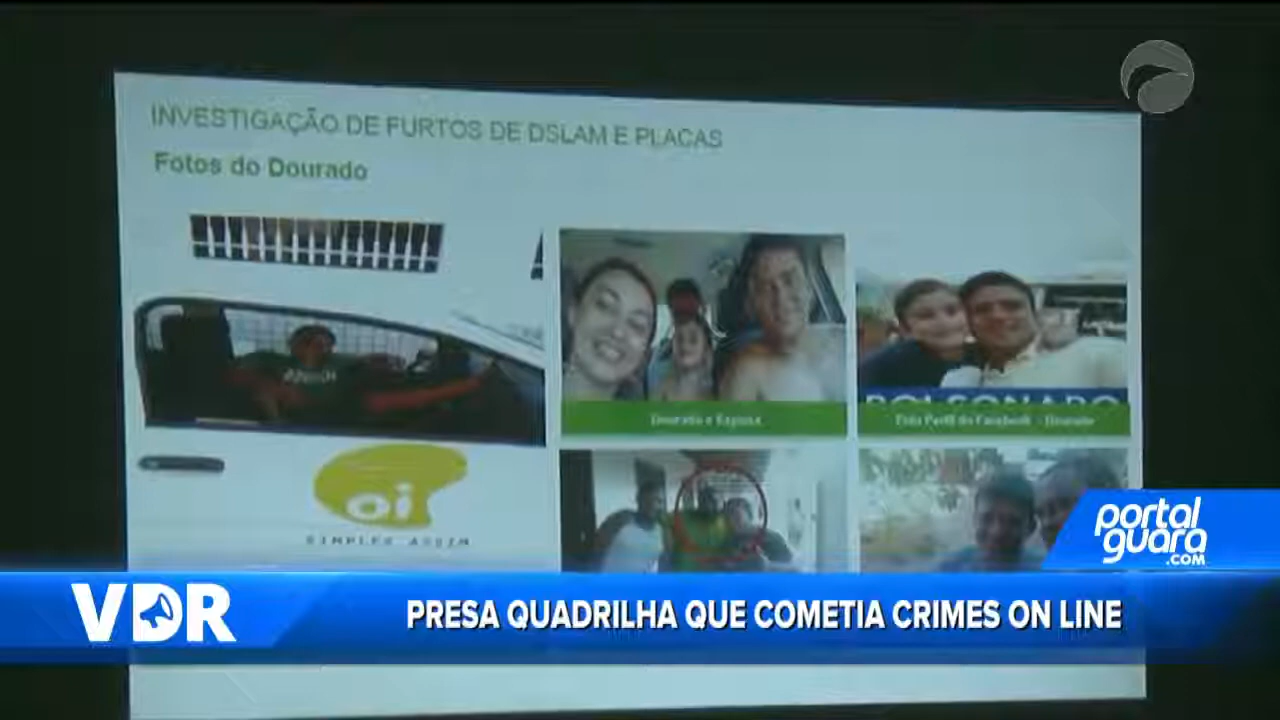 INVESTIGAÇÃO DE FURTOS DE DSLAM E PLACAS
Fotos do Dourado
Dourado e Esposa
BOLSONARO
Foto Perfil do Facebook - Dourado
oi
SIMPLES ASSIM
portal
guara
.COM
VDR
PRESA QUADRILHA QUE COMETIA CRIMES ON LINE